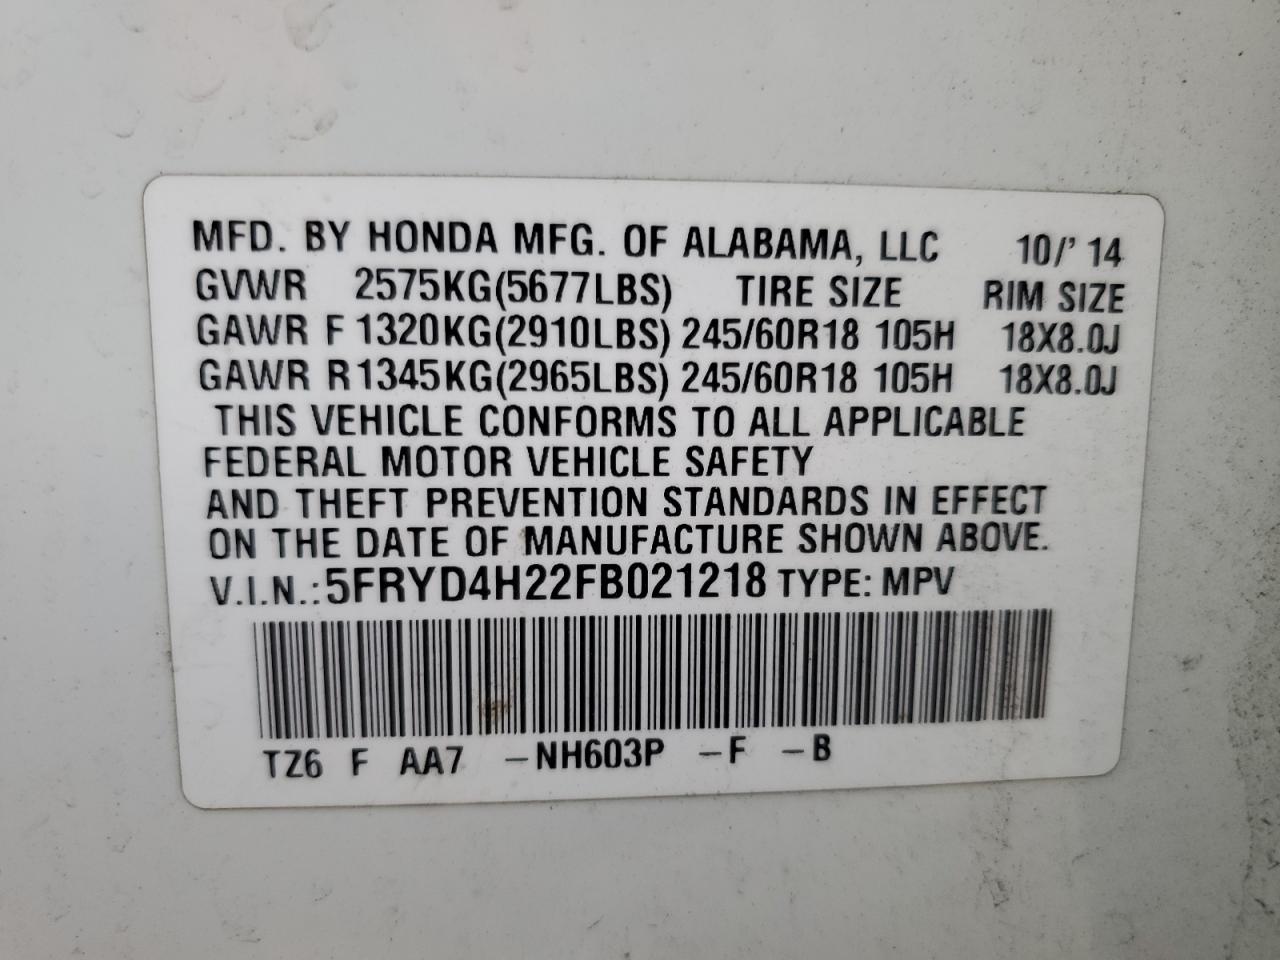 MFD. BY HONDA MFG. OF ALABAMA, LLC 10/' 14
GVWR 2575KG(5677LBS) TIRE SIZE RIM SIZE
GAWR F 1320KG(2910LBS) 245/60R18 105H 18X8.0J
GAWR R 1345KG(2965LBS) 245/60R18 105H 18X8.0J
THIS VEHICLE CONFORMS TO ALL APPLICABLE
FEDERAL MOTOR VEHICLE SAFETY
AND THEFT PREVENTION STANDARDS IN EFFECT
ON THE DATE OF MANUFACTURE SHOWN ABOVE.
V.I.N.: 5FRYD4H22FB021218 TYPE: MPV
TZ6 F AA7 –NH603P –F –B